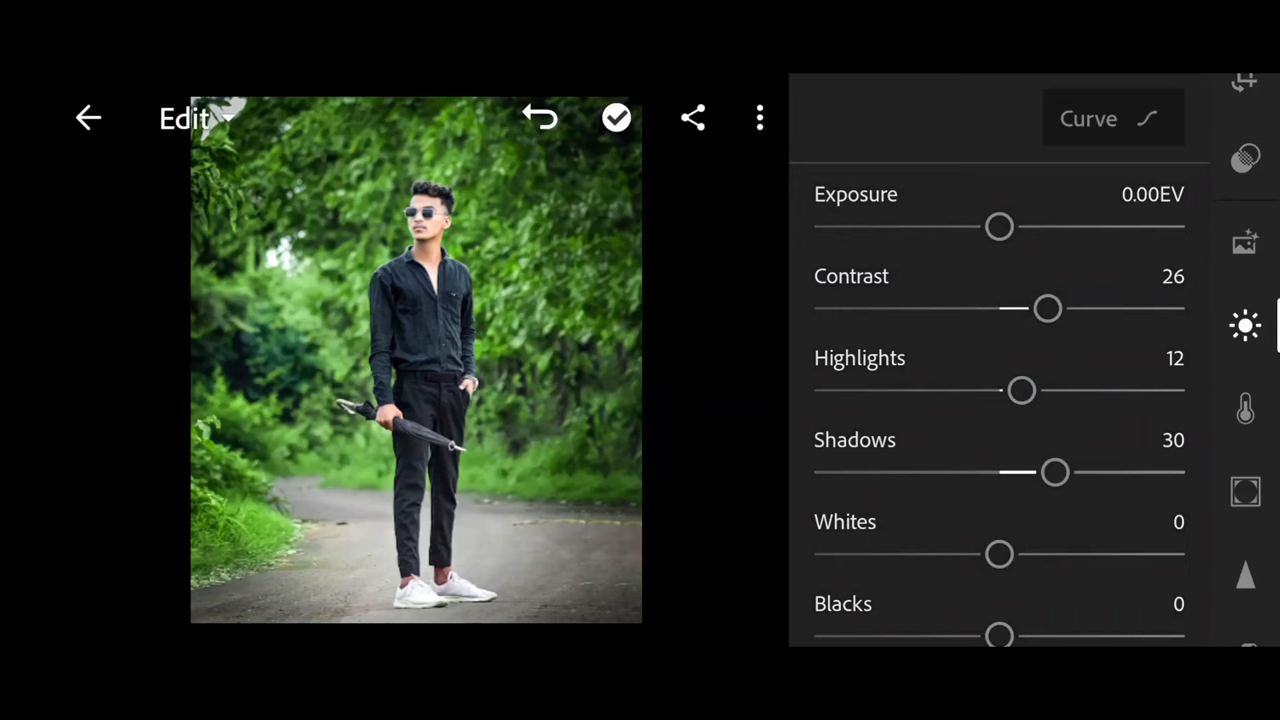 Edit
Curve
Exposure 0.00EV
Contrast 26
Highlights 12
Shadows 30
Whites 0
Blacks 0